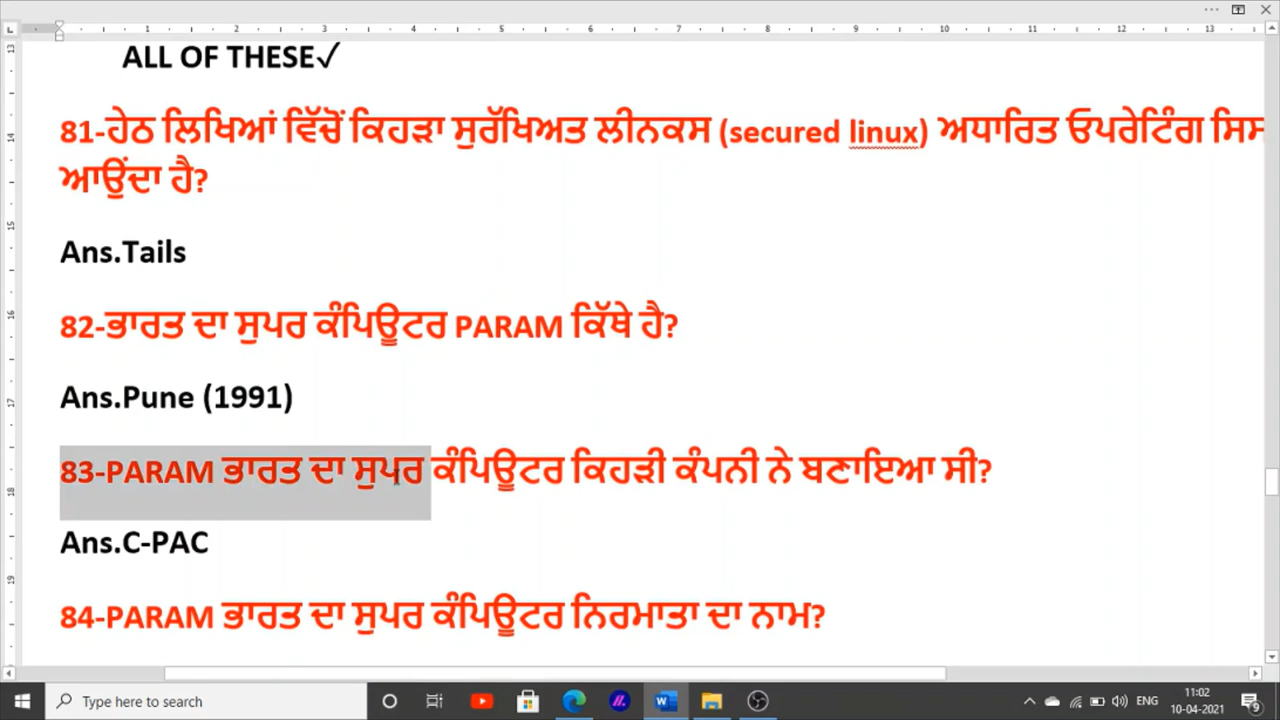 ALL OF THESE✓
81-ਹੇਠ ਲਿਖਿਆਂ ਵਿੱਚੋਂ ਕਿਹੜਾ ਸੁਰੱਖਿਅਤ ਲੀਨਕਸ (secured linux) ਅਧਾਰਿਤ ਓਪਰੇਟਿੰਗ ਸਿਸ
ਆਉਂਦਾ ਹੈ?
Ans.Tails
82-ਭਾਰਤ ਦਾ ਸੁਪਰ ਕੰਪਿਊਟਰ PARAM ਕਿੱਥੇ ਹੈ?
Ans.Pune (1991)
83-PARAM ਭਾਰਤ ਦਾ ਸੁਪਰ ਕੰਪਿਊਟਰ ਕਿਹੜੀ ਕੰਪਨੀ ਨੇ ਬਣਾਇਆ ਸੀ?
Ans.C-PAC
84-PARAM ਭਾਰਤ ਦਾ ਸੁਪਰ ਕੰਪਿਊਟਰ ਨਿਰਮਾਤਾ ਦਾ ਨਾਮ?
Type here to search
ENG
11:02
10-04-2021